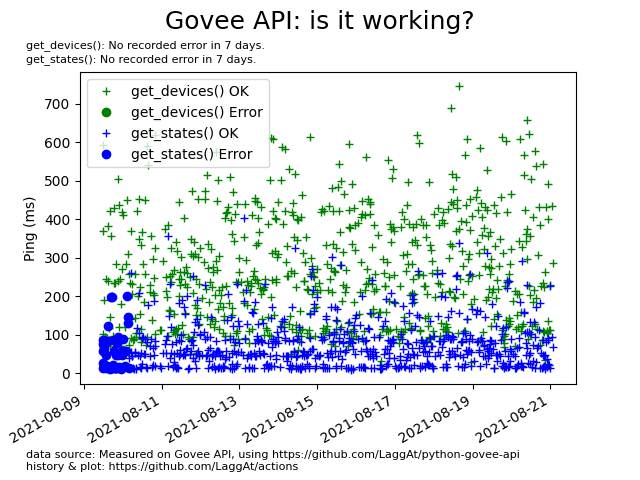 Govee API: is it working?
get_devices(): No recorded error in 7 days.
get_states(): No recorded error in 7 days.
get_devices() OK
get_devices() Error
get_states() OK
get_states() Error
Ping (ms)
700
600
500
400
300
200
100
0
2021-08-09
2021-08-11
2021-08-13
2021-08-15
2021-08-17
2021-08-19
2021-08-21
data source: Measured on Govee API, using https://github.com/LaggAt/python-govee-api
history & plot: https://github.com/LaggAt/actions